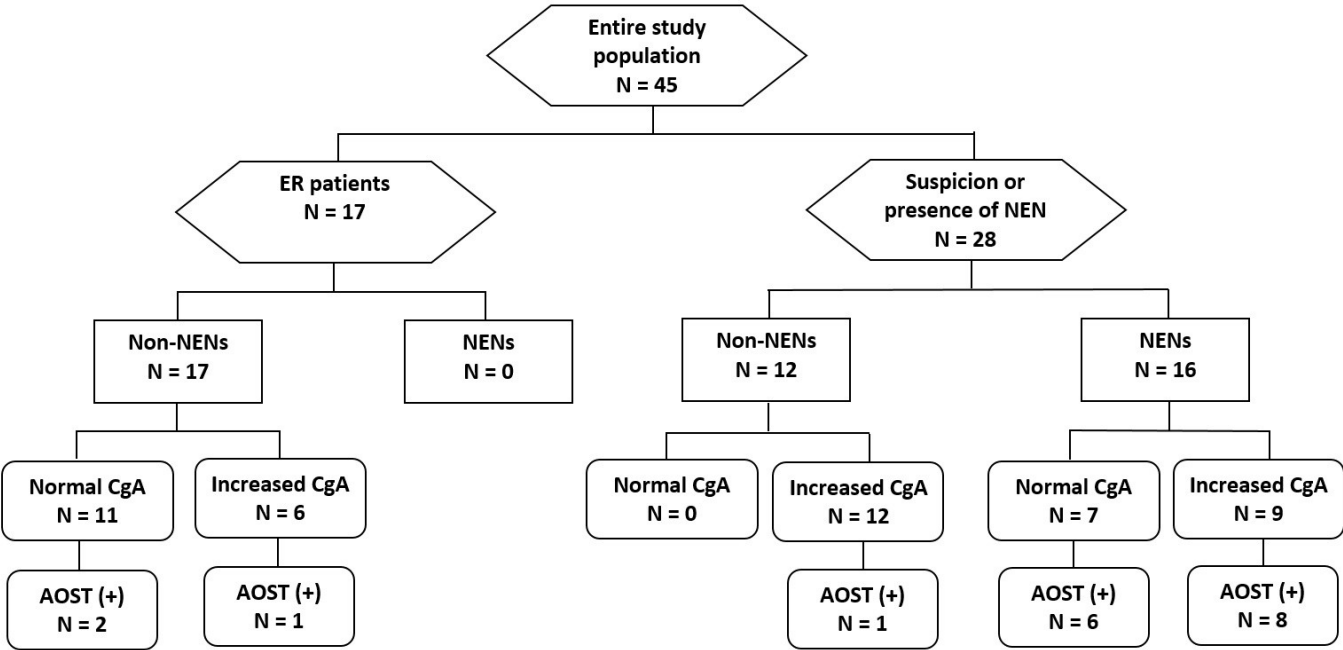 Entire study
population
N = 45
ER patients
N = 17
Suspicion or
presence of NEN
N = 28
Non-NENs
N = 17
NENs
N = 0
Non-NENs
N = 12
NENs
N = 16
Normal CgA
N = 11
Increased CgA
N = 6
Normal CgA
N = 0
Increased CgA
N = 12
Normal CgA
N = 7
Increased CgA
N = 9
AOST (+)
N = 2
AOST (+)
N = 1
AOST (+)
N = 1
AOST (+)
N = 6
AOST (+)
N = 8